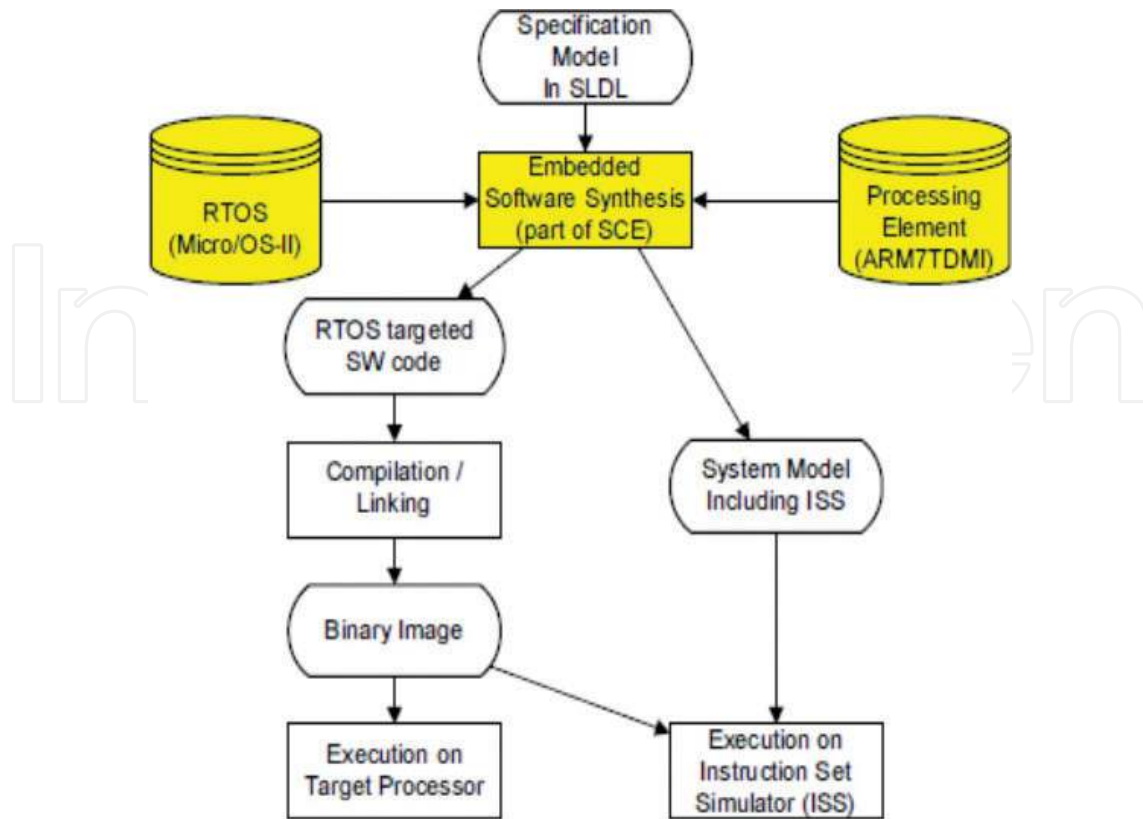 Specification
Model
In SLDL
RTOS
(Micro/OS-II)
Embedded
Software Synthesis
(part of SCE)
Processing
Element
(ARM7TDMI)
RTOS targeted
SW code
Compilation /
Linking
System Model
Including ISS
Binary Image
Execution on
Target Processor
Execution on
Instruction Set
Simulator (ISS)